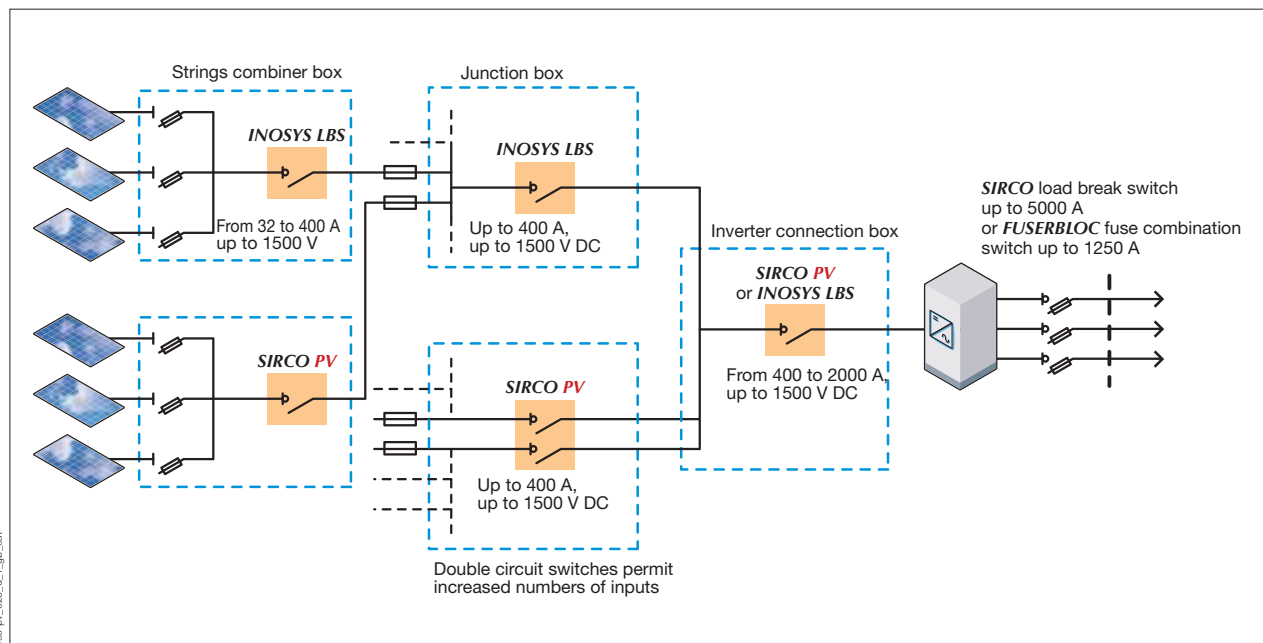 Strings combiner box
INOSYS LBS
From 32 to 400 A
up to 1500 V
SIRCO PV
Junction box
INOSYS LBS
Up to 400 A,
up to 1500 V DC
SIRCO PV
Up to 400 A,
up to 1500 V DC
Double circuit switches permit
increased numbers of inputs
Inverter connection box
SIRCO PV
or INOSYS LBS
From 400 to 2000 A,
up to 1500 V DC
SIRCO load break switch
up to 5000 A
or FUSERBLOC fuse combination
switch up to 1250 A